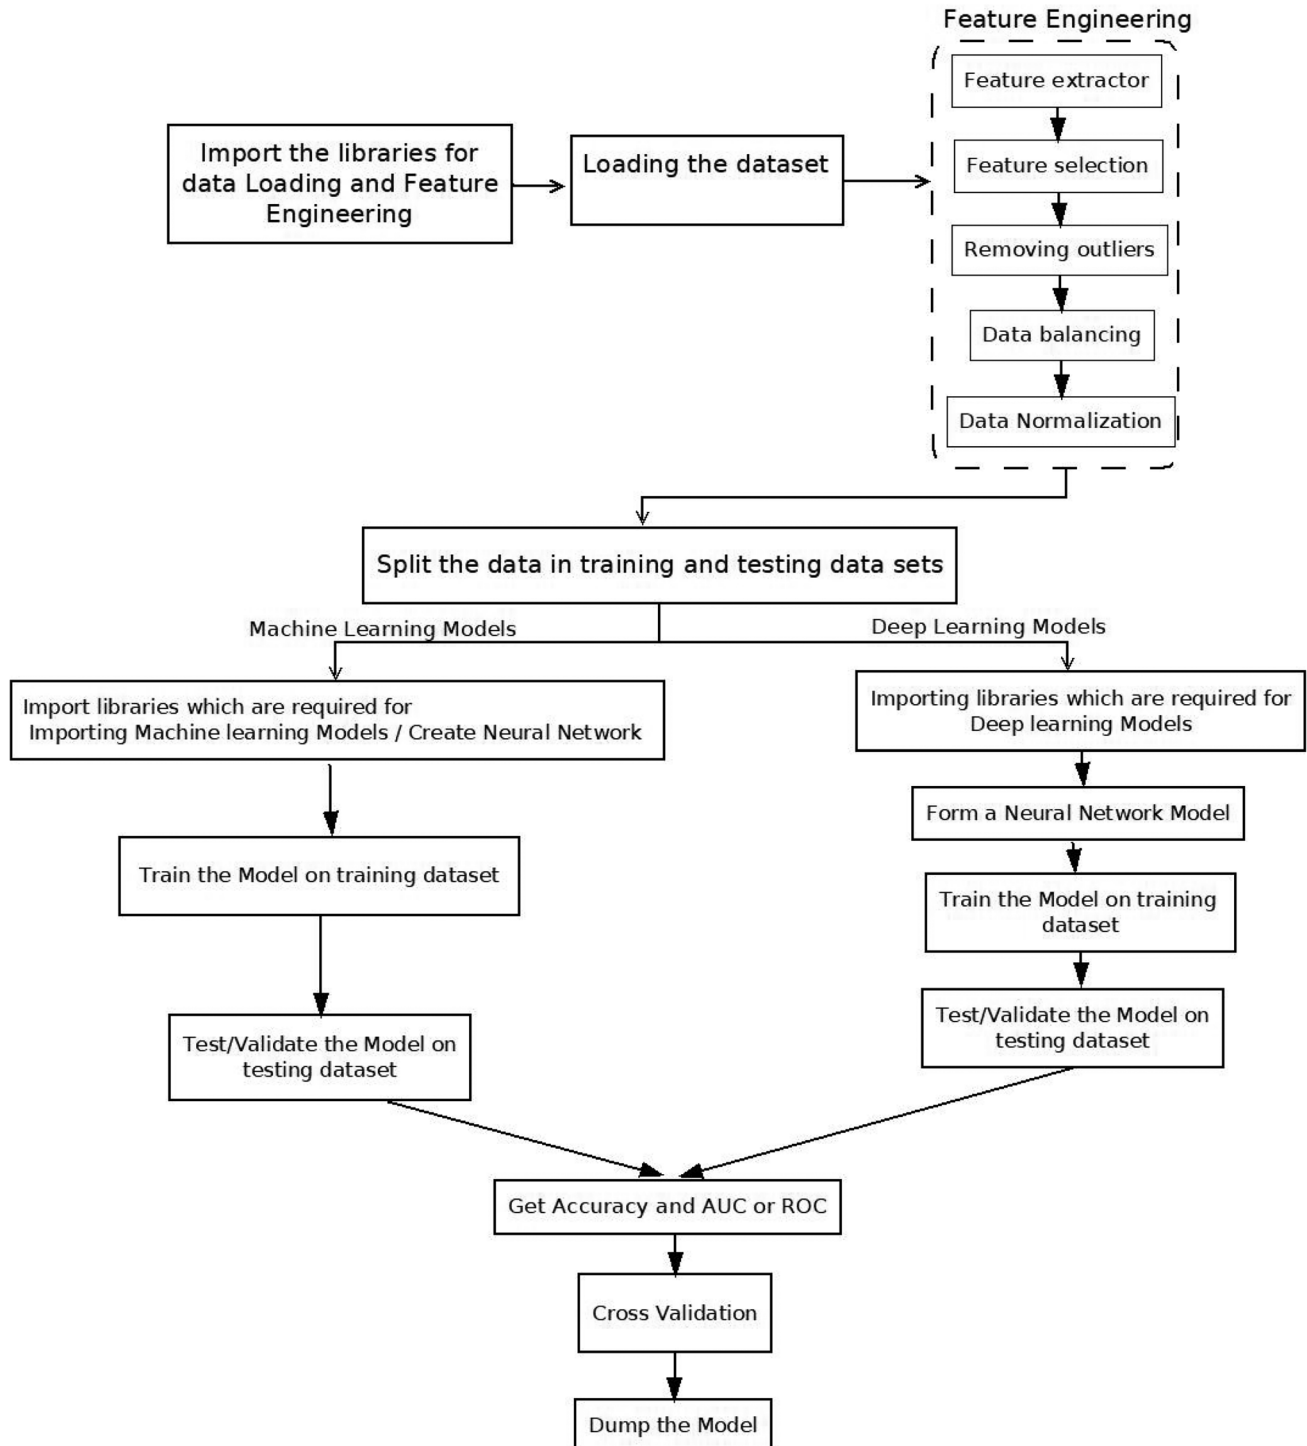 Feature Engineering
Feature extractor
Import the libraries for
data Loading and Feature
Engineering
Loading the dataset
Feature selection
Removing outliers
Data balancing
Data Normalization
Split the data in training and testing data sets
Machine Learning Models
Deep Learning Models
Import libraries which are required for
Importing Machine learning Models / Create Neural Network
Importing libraries which are required for
Deep learning Models
Form a Neural Network Model
Train the Model on training dataset
Train the Model on training
dataset
Test/Validate the Model on
testing dataset
Test/Validate the Model on
testing dataset
Get Accuracy and AUC or ROC
Cross Validation
Dump the Model